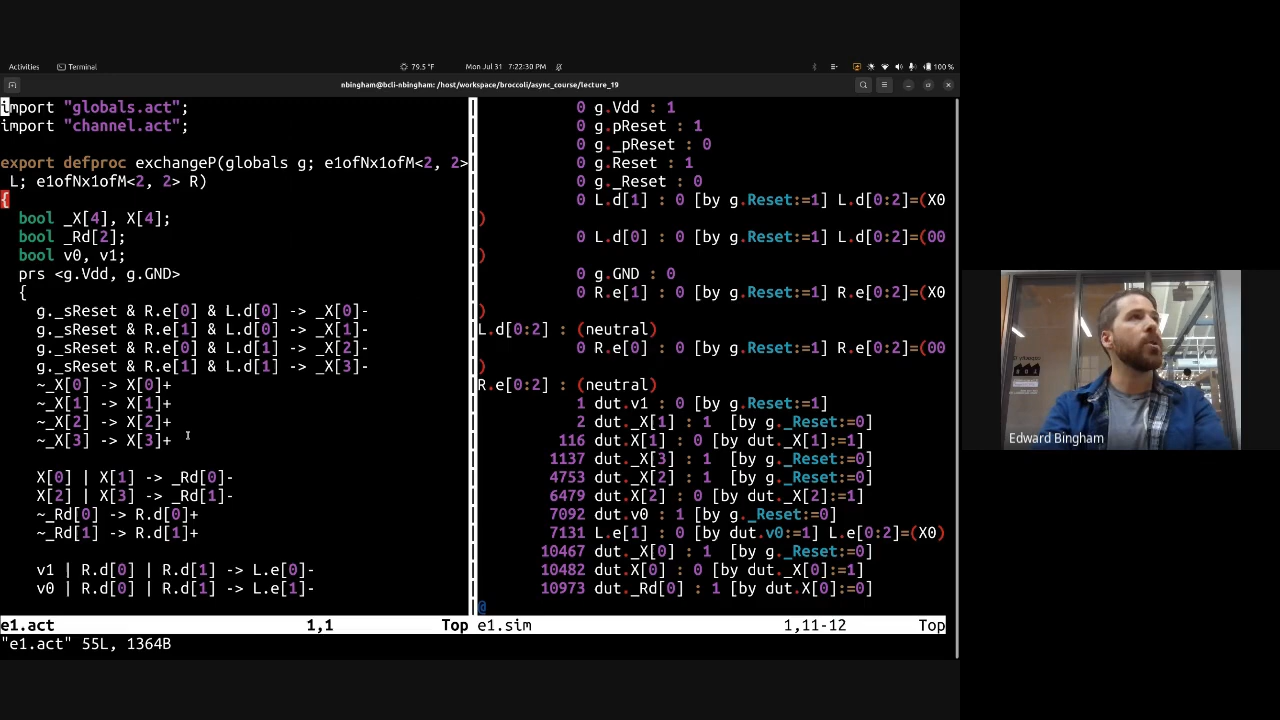 Activities Terminal 79.5 °F Mon Jul 31 7:22:30 PM 100 %
nbingham@bcli-nbingham: /host/workspace/broccoli/async_course/lecture_19
import "globals.act";
import "channel.act";
export defproc exchangeP(globals g; e1ofNx1ofM<2, 2>
L; e1ofNx1ofM<2, 2> R)
{
bool _X[4], X[4];
bool _Rd[2];
bool v0, v1;
prs <g.Vdd, g.GND>
{
g._sReset & R.e[0] & L.d[0] -> _X[0]-
g._sReset & R.e[1] & L.d[0] -> _X[1]-
g._sReset & R.e[0] & L.d[1] -> _X[2]-
g._sReset & R.e[1] & L.d[1] -> _X[3]-
~_X[0] -> X[0]+
~_X[1] -> X[1]+
~_X[2] -> X[2]+
~_X[3] -> X[3]+
X[0] | X[1] -> _Rd[0]-
X[2] | X[3] -> _Rd[1]-
~_Rd[0] -> R.d[0]+
~_Rd[1] -> R.d[1]+
v1 | R.d[0] | R.d[1] -> L.e[0]-
v0 | R.d[0] | R.d[1] -> L.e[1]-
e1.act 1,1 Top
"e1.act" 55L, 1364B
0 g.Vdd : 1
0 g.pReset : 1
0 g._pReset : 0
0 g.Reset : 1
0 g._Reset : 0
0 L.d[1] : 0 [by g.Reset:=1] L.d[0:2]=(X0
)
0 L.d[0] : 0 [by g.Reset:=1] L.d[0:2]=(00
)
0 g.GND : 0
0 R.e[1] : 0 [by g.Reset:=1] R.e[0:2]=(X0
)
L.d[0:2] : (neutral)
0 R.e[0] : 0 [by g.Reset:=1] R.e[0:2]=(00
)
R.e[0:2] : (neutral)
1 dut.v1 : 0 [by g.Reset:=1]
2 dut._X[1] : 1 [by g._Reset:=0]
116 dut.X[1] : 0 [by dut._X[1]:=1]
1137 dut._X[3] : 1 [by g._Reset:=0]
4753 dut._X[2] : 1 [by g._Reset:=0]
6479 dut.X[2] : 0 [by dut._X[2]:=1]
7092 dut.v0 : 1 [by g._Reset:=0]
7131 L.e[1] : 0 [by dut.v0:=1] L.e[0:2]=(X0)
10467 dut._X[0] : 1 [by g._Reset:=0]
10482 dut.X[0] : 0 [by dut._X[0]:=1]
10973 dut._Rd[0] : 1 [by dut.X[0]:=0]
@
e1.sim 1,11-12 Top
Edward Bingham